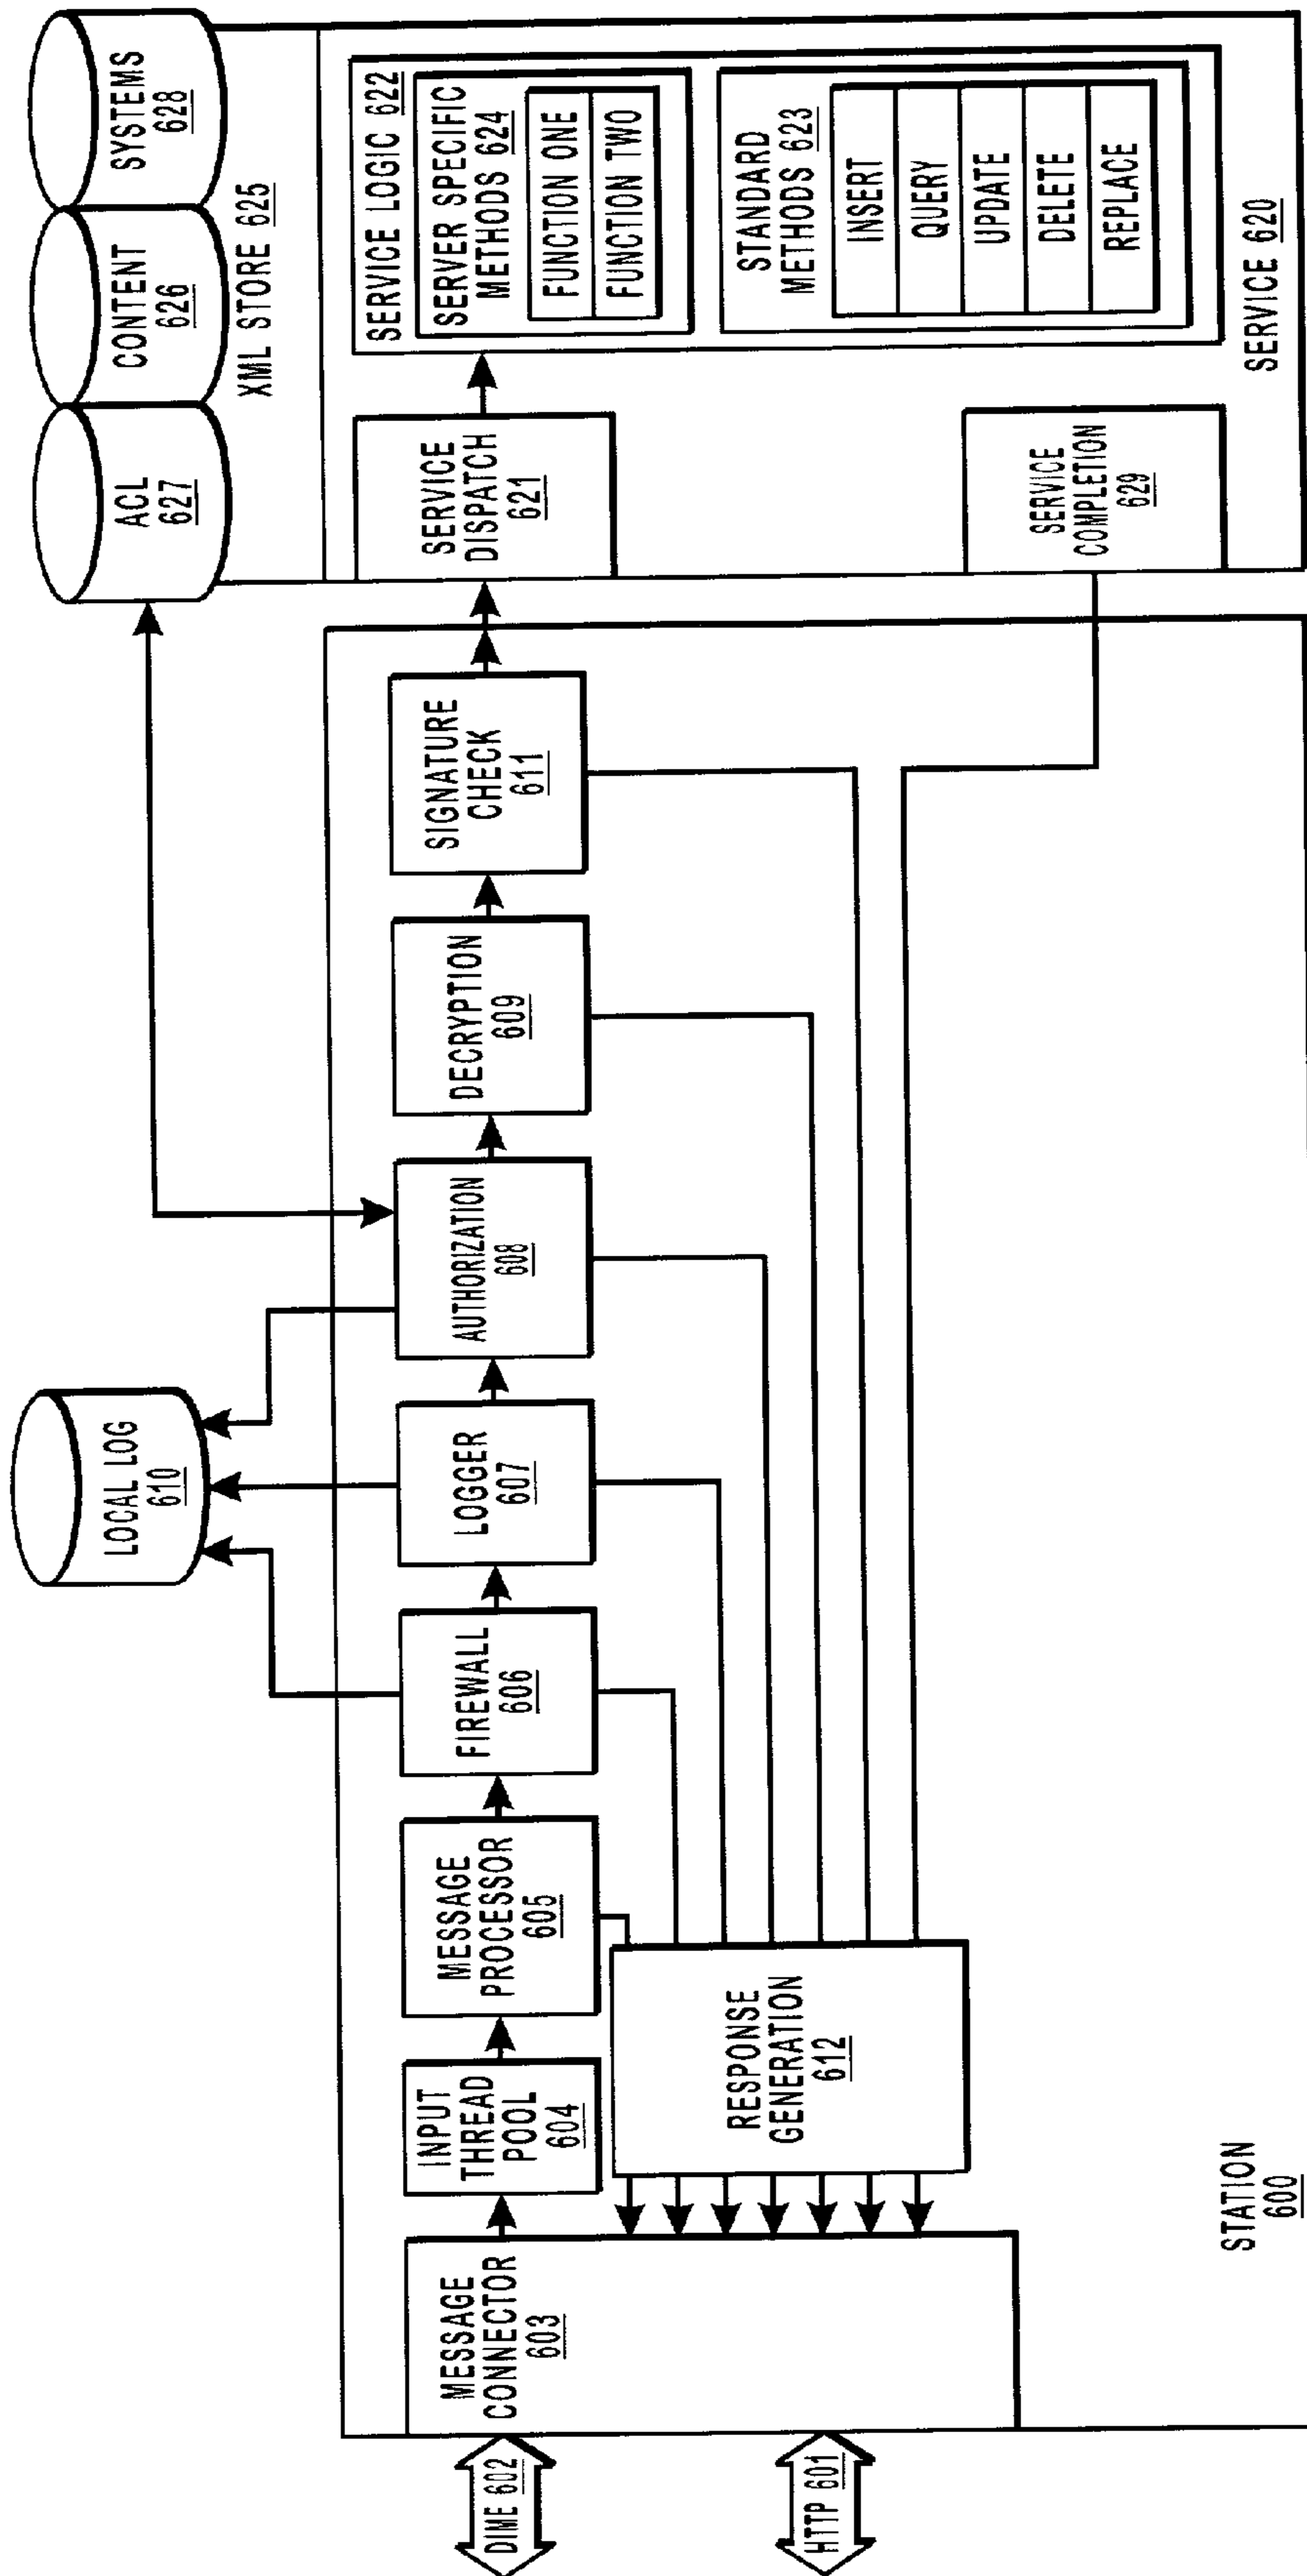 LOCAL LOG
610
ACL
627
CONTENT
626
SYSTEMS
628
XML STORE 625
DIME 602
HTTP 601
MESSAGE
CONNECTOR
603
INPUT
THREAD
POOL
604
MESSAGE
PROCESSOR
605
FIREWALL
606
LOGGER
607
AUTHORIZATION
608
DECRYPTION
609
SIGNATURE
CHECK
611
RESPONSE
GENERATION
612
STATION
600
SERVICE
DISPATCH
621
SERVICE LOGIC 622
SERVER SPECIFIC
METHODS 624
FUNCTION ONE
FUNCTION TWO
STANDARD
METHODS 623
INSERT
QUERY
UPDATE
DELETE
REPLACE
SERVICE
COMPLETION
629
SERVICE 620